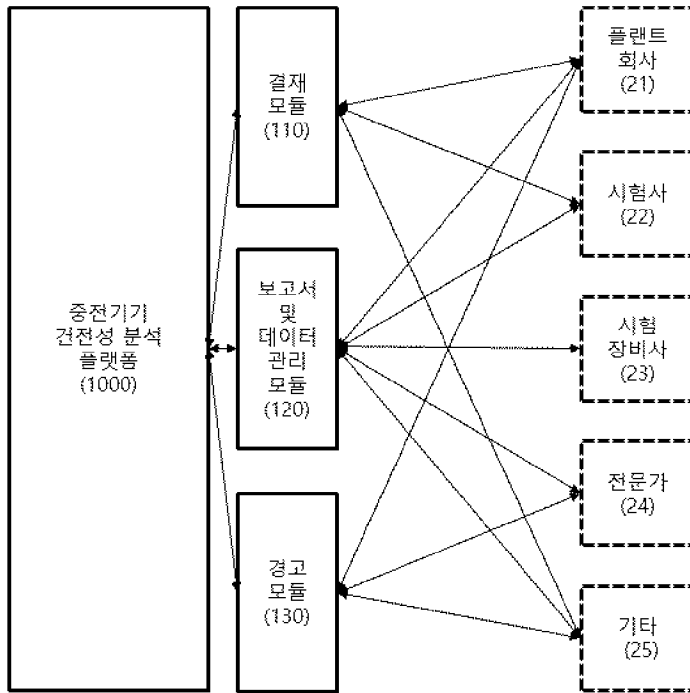 중전기기
건전성 분석
플랫폼
(1000)
결재
모듈
(110)
보고서
및
데이터
관리
모듈
(120)
경고
모듈
(130)
플랜트
회사
(21)
시험사
(22)
시험
장비사
(23)
전문가
(24)
기타
(25)